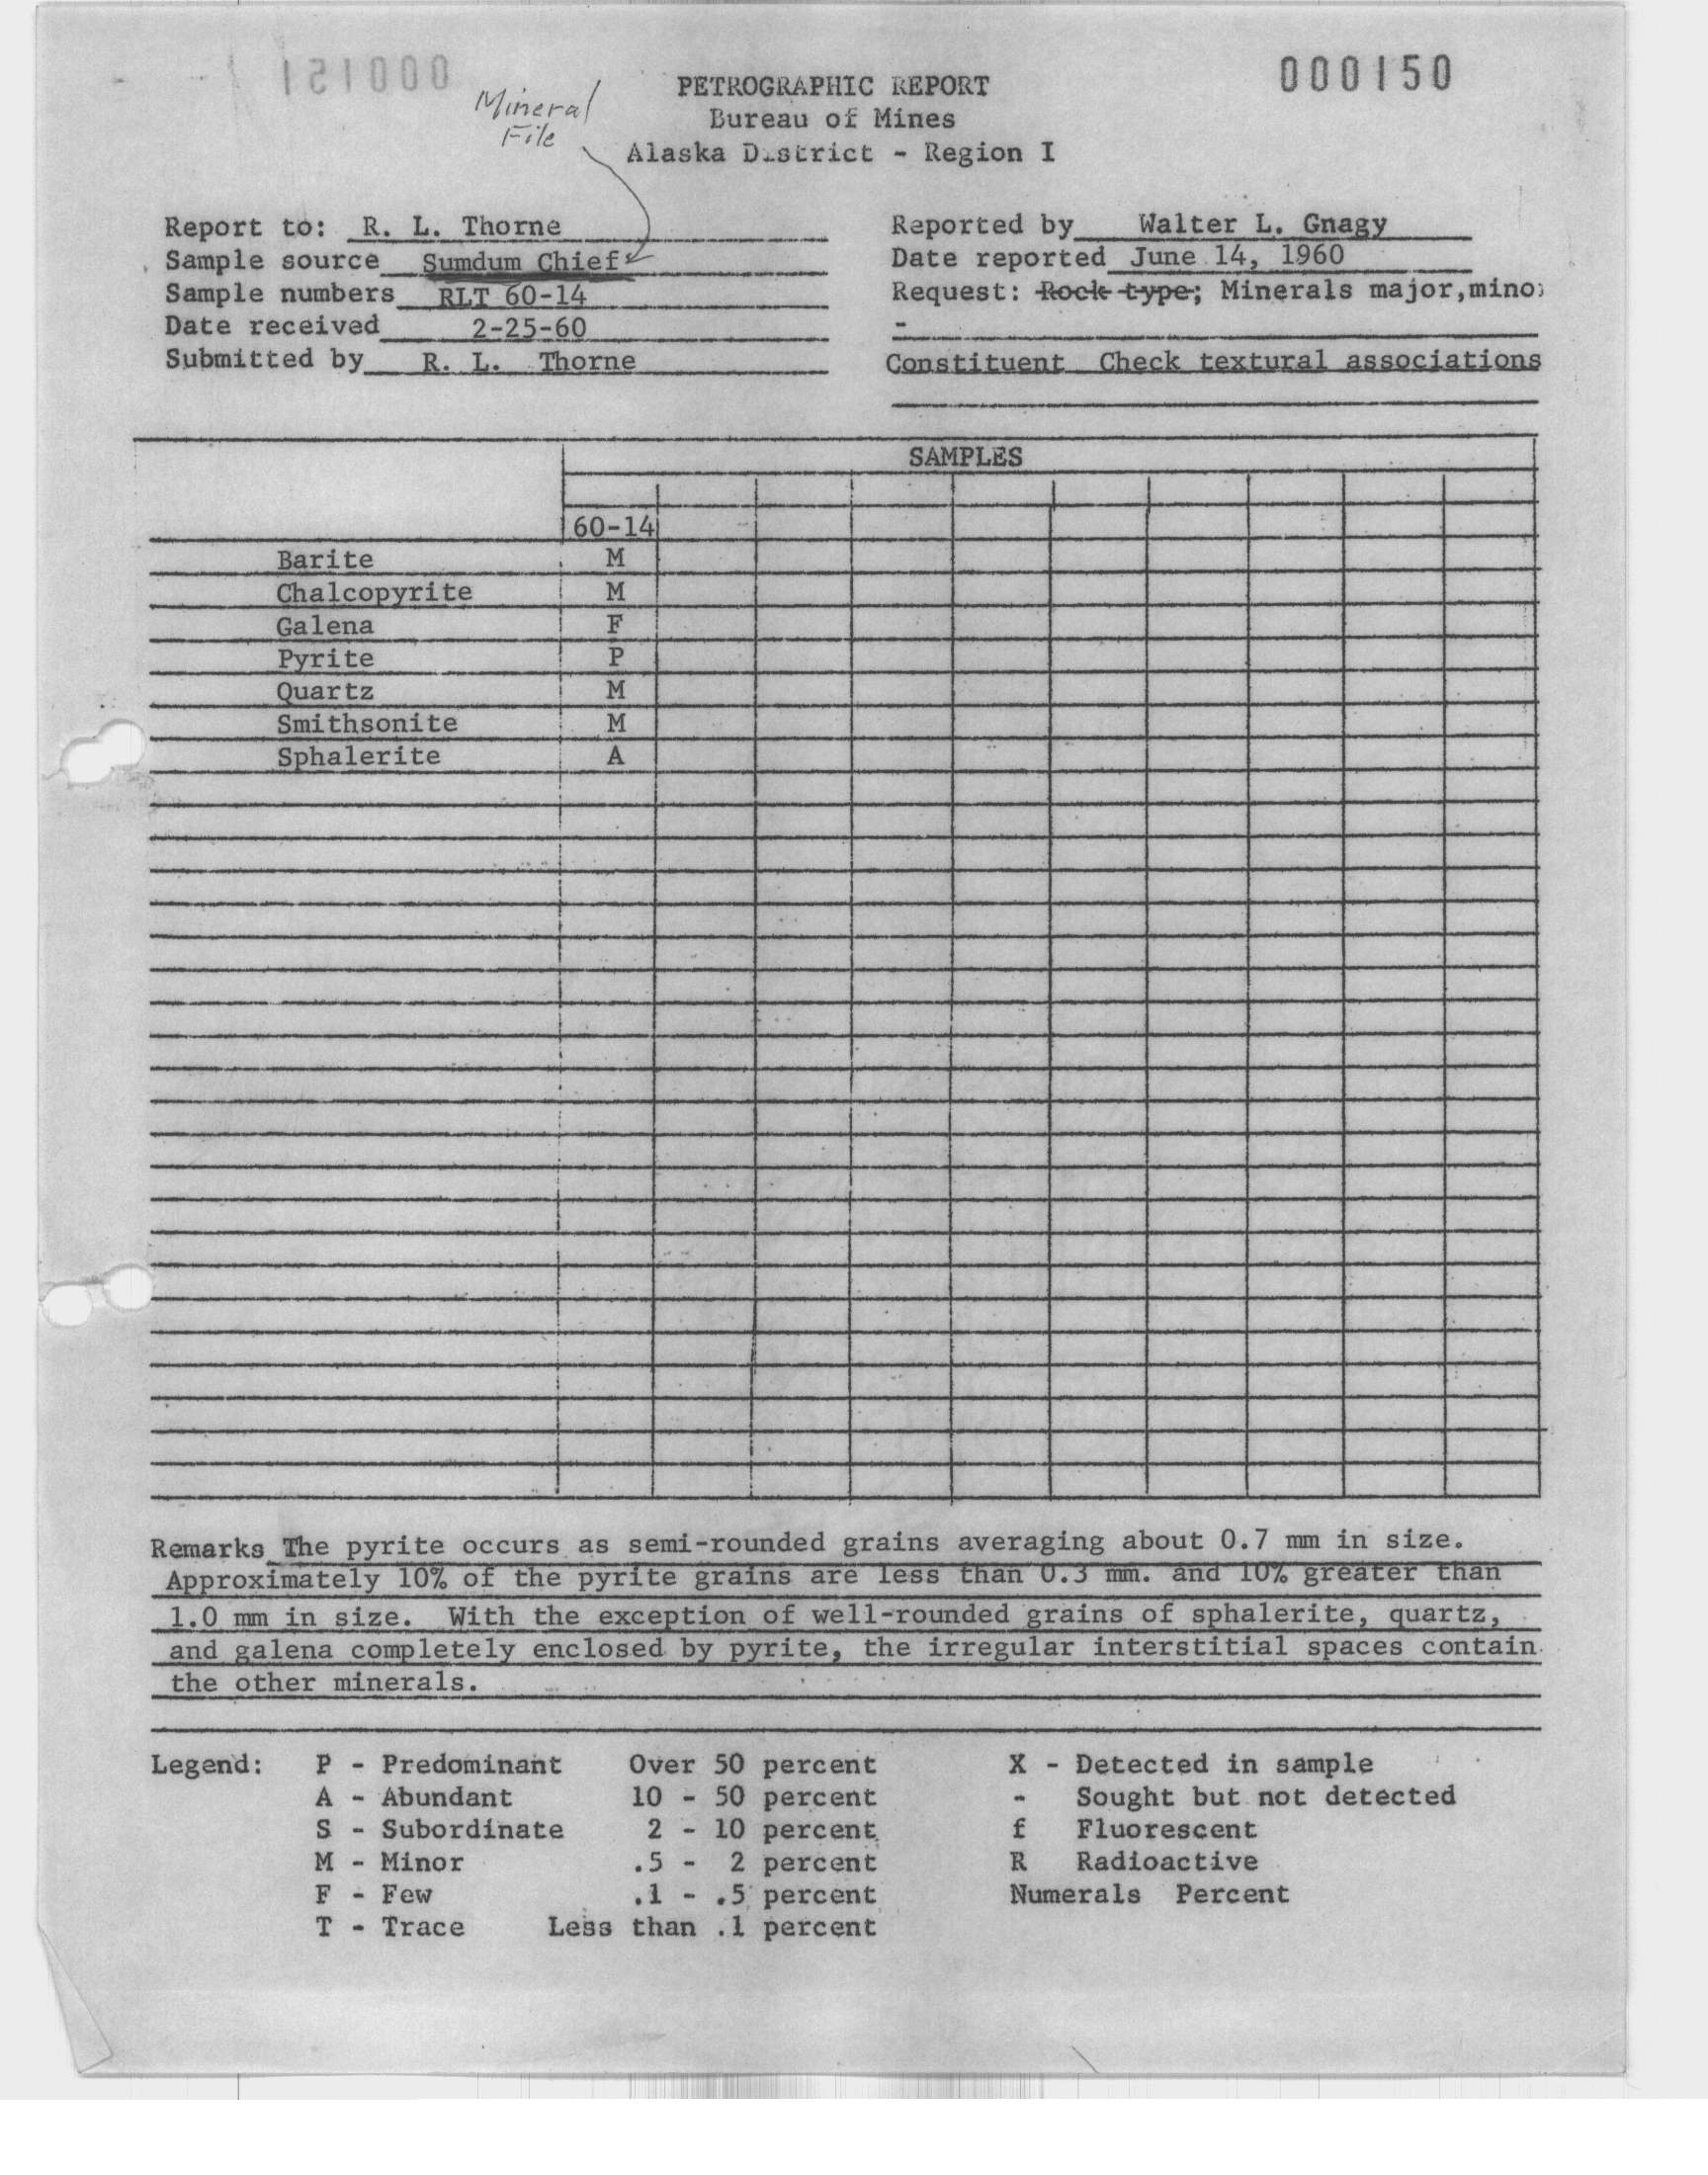 000151
000150
Mineral
File
PETROGRAPHIC REPORT
Bureau of Mines
Alaska District - Region I
Report to: R. L. Thorne
Reported by Walter L. Gnagy
Sample source Sumdum Chief
Date reported June 14, 1960
Sample numbers RLT 60-14
Request: Rock type; Minerals major,minor
Date received 2-25-60
-
Submitted by R. L. Thorne
Constituent Check textural associations
SAMPLES
60-14
Barite M
Chalcopyrite M
Galena F
Pyrite P
Quartz M
Smithsonite M
Sphalerite A
Remarks The pyrite occurs as semi-rounded grains averaging about 0.7 mm in size.
Approximately 10% of the pyrite grains are less than 0.3 mm. and 10% greater than
1.0 mm in size. With the exception of well-rounded grains of sphalerite, quartz,
and galena completely enclosed by pyrite, the irregular interstitial spaces contain
the other minerals.
Legend: P - Predominant Over 50 percent X - Detected in sample
A - Abundant 10 - 50 percent - Sought but not detected
S - Subordinate 2 - 10 percent f Fluorescent
M - Minor .5 - 2 percent R Radioactive
F - Few .1 - .5 percent Numerals Percent
T - Trace Less than .1 percent